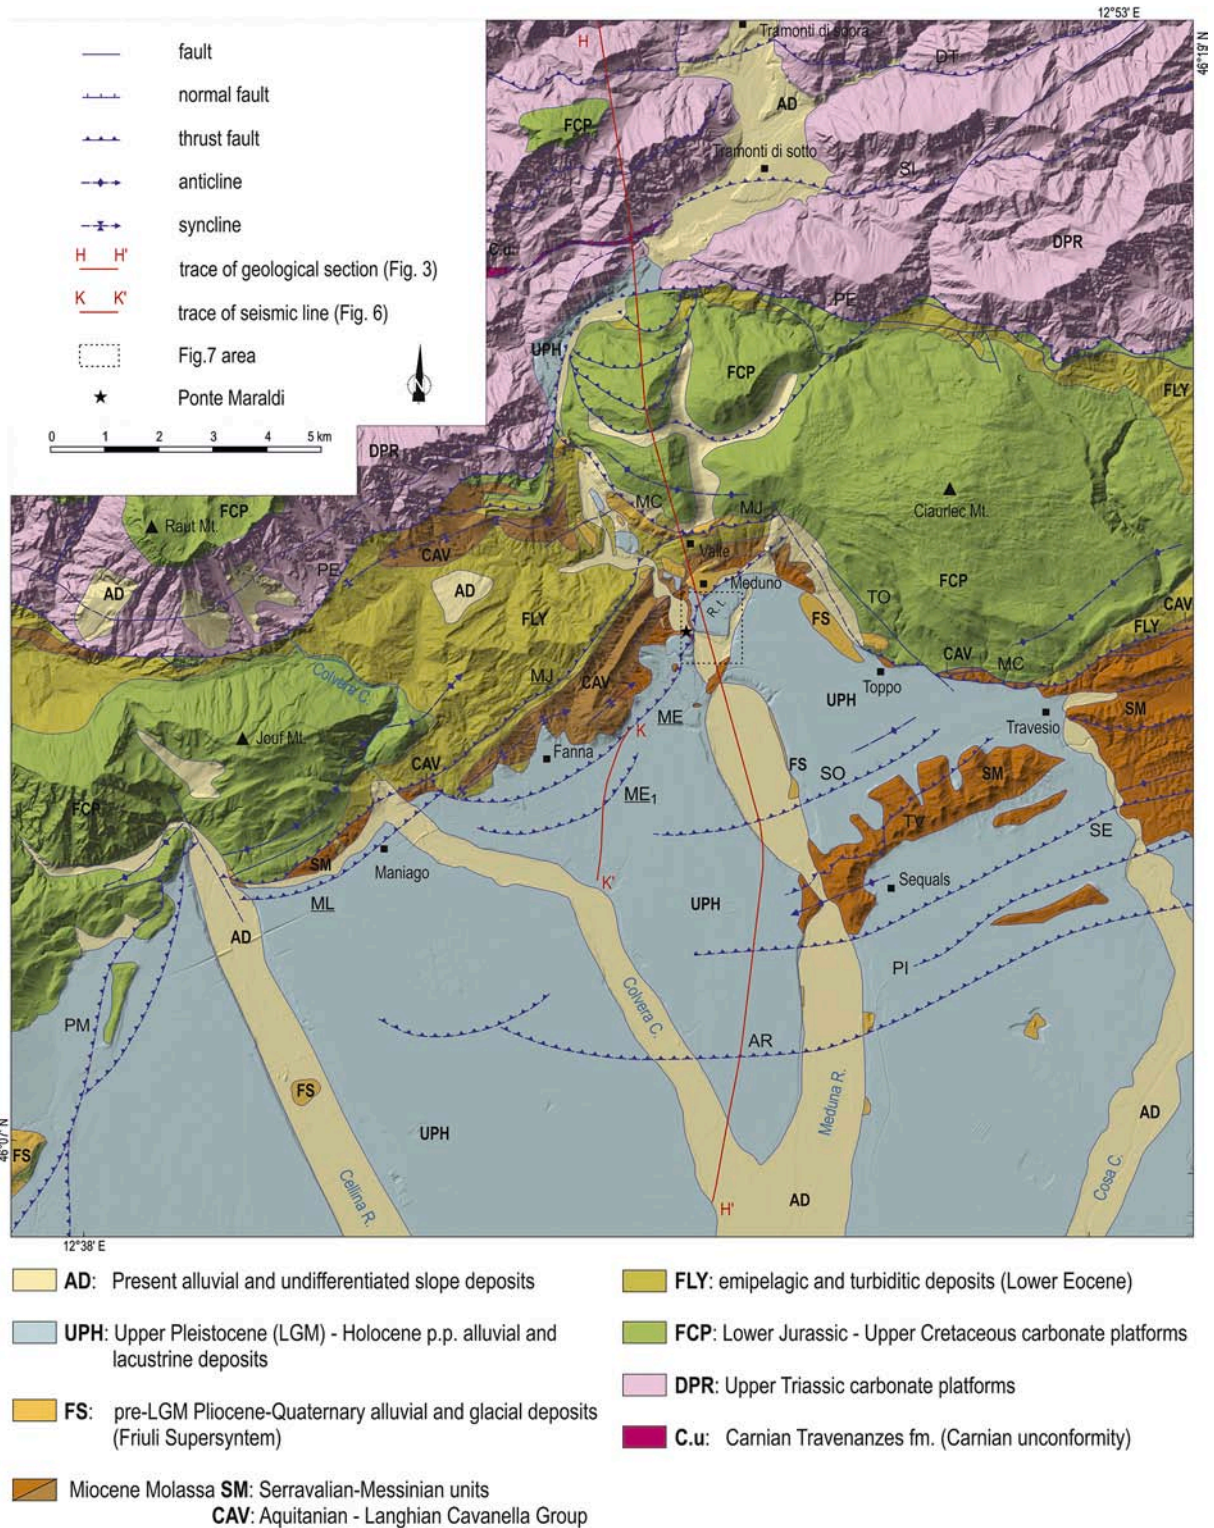 12°53' E
46°19' N
fault
normal fault
thrust fault
anticline
syncline
H H'
trace of geological section (Fig. 3)
K K'
trace of seismic line (Fig. 6)
Fig.7 area
Ponte Maraldi
N
0 1 2 3 4 5 km
H
Tramonti di sopra
DT
AD
FCP
Tramonti di sotto
SI
C.u.
DPR
PE
UPH
FCP
FLY
DPR
FCP
Raut Mt.
MC
MJ
Ciaurlec Mt.
CAV
Valle
PE
AD
AD
Meduno
FCP
R.I.
FS
TO
CAV
FLY
FLY
CAV
MC
Colvera C.
MJ
CAV
Toppo
UPH
SM
Jouf Mt.
ME
K
Travesio
Fanna
CAV
FS
SO
SM
ME1
FCP
TV
SE
SM
Maniago
K'
Sequals
ML
UPH
AD
PI
Colvera C.
PM
AR
FS
Meduna R.
AD
46°07' N
UPH
FS
Cellina R.
Cosa C.
H'
AD
12°38' E
AD: Present alluvial and undifferentiated slope deposits
UPH: Upper Pleistocene (LGM) - Holocene p.p. alluvial and
lacustrine deposits
FS: pre-LGM Pliocene-Quaternary alluvial and glacial deposits
(Friuli Supersyntem)
Miocene Molassa SM: Serravalian-Messinian units
CAV: Aquitanian - Langhian Cavanella Group
FLY: emipelagic and turbiditic deposits (Lower Eocene)
FCP: Lower Jurassic - Upper Cretaceous carbonate platforms
DPR: Upper Triassic carbonate platforms
C.u: Carnian Travenanzes fm. (Carnian unconformity)